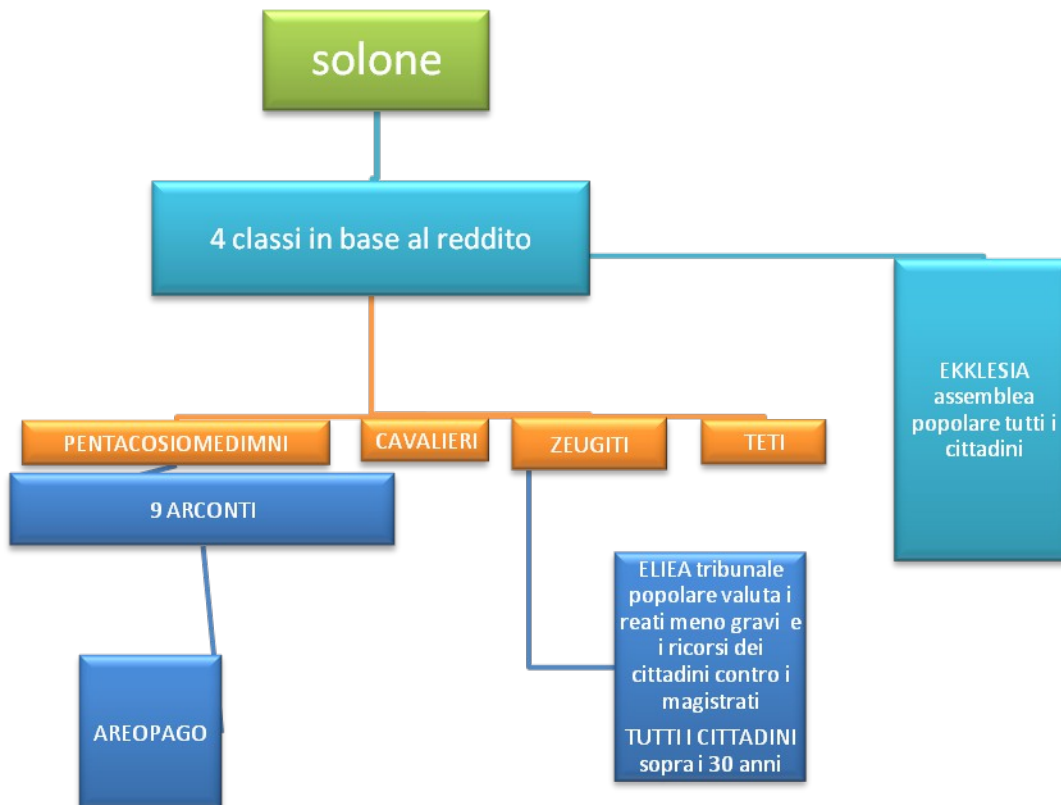 solone
4 classi in base al reddito
EKKLESIA
assemblea
popolare tutti i
cittadini
PENTACOSIOMEDIMNI
CAVALIERI
ZEUGITI
TETI
9 ARCONTI
AREOPAGO
ELIEA tribunale
popolare valuta i
reati meno gravi e
i ricorsi dei
cittadini contro i
magistrati
TUTTI I CITTADINI
sopra i 30 anni